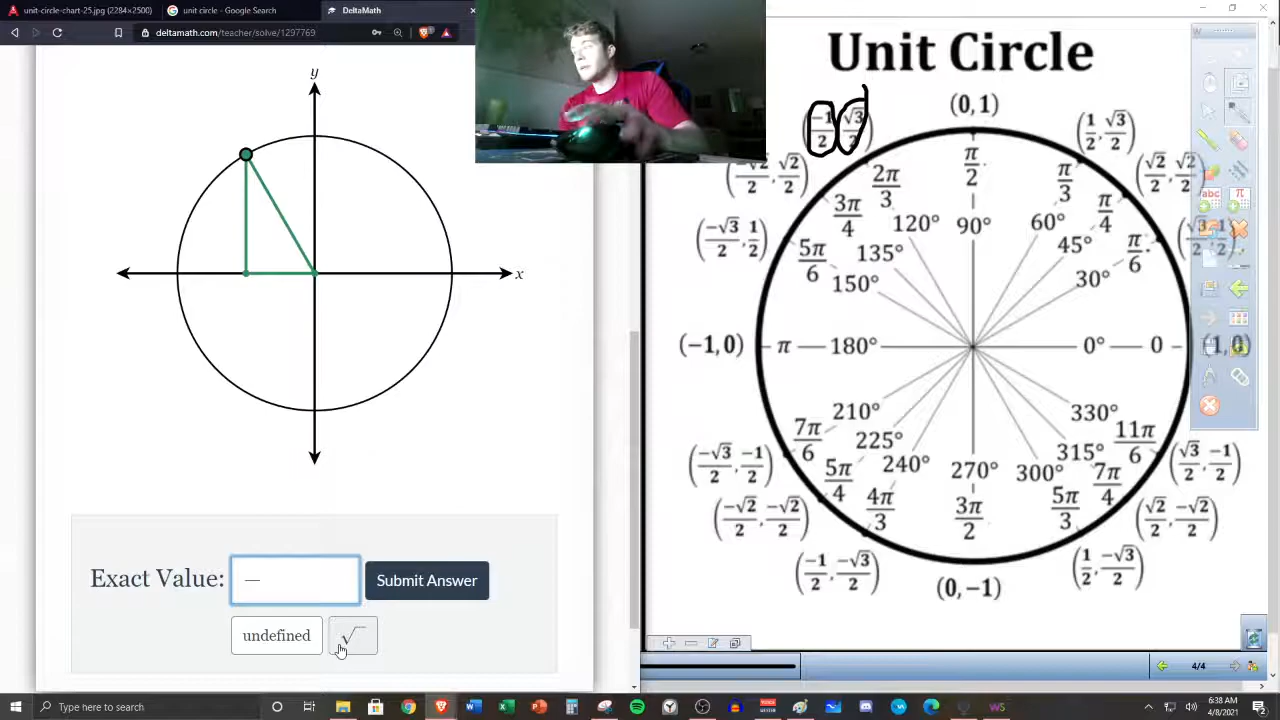 unit-circle-chart-25.jpg (2284×2500)
unit circle - Google Search
DeltaMath
deltamath.com/teacher/solve/1297769
y
x
Exact Value:
—
Submit Answer
undefined
√
Unit Circle
(0, 1)
(-1/2, √3/2)
(1/2, √3/2)
(-√2/2, √2/2)
(√2/2, √2/2)
(-√3/2, 1/2)
(√3/2, 1/2)
π/2
2π/3
π/3
3π/4
π/4
5π/6
π/6
120°
90°
60°
135°
45°
150°
30°
(-1, 0)
π
180°
0°
0
(1, 0)
210°
330°
7π/6
11π/6
225°
315°
5π/4
7π/4
240°
270°
300°
4π/3
3π/2
5π/3
(-√3/2, -1/2)
(√3/2, -1/2)
(-√2/2, -√2/2)
(√2/2, -√2/2)
(-1/2, -√3/2)
(1/2, -√3/2)
(0, -1)
abc
π
4/4
Type here to search
WS
6:38 AM
4/8/2021